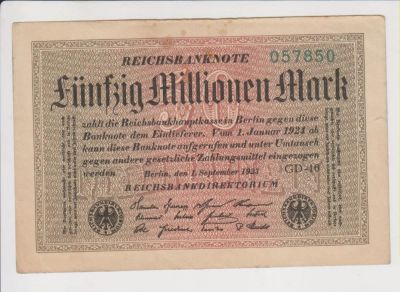 REICHSBANKNOTE 057850
Fünfzig Millionen Mark
zahlt die Reichsbankhauptkasse in Berlin gegen diese
Banknote dem Einlieferer. Vom 1. Januar 1924 ab
kann diese Banknote aufgerufen und unter Umtausch
gegen andere gesetzliche Zahlungsmittel eingezogen
werden
Berlin, den 1. September 1923
GD-16
REICHSBANKDIREKTORIUM